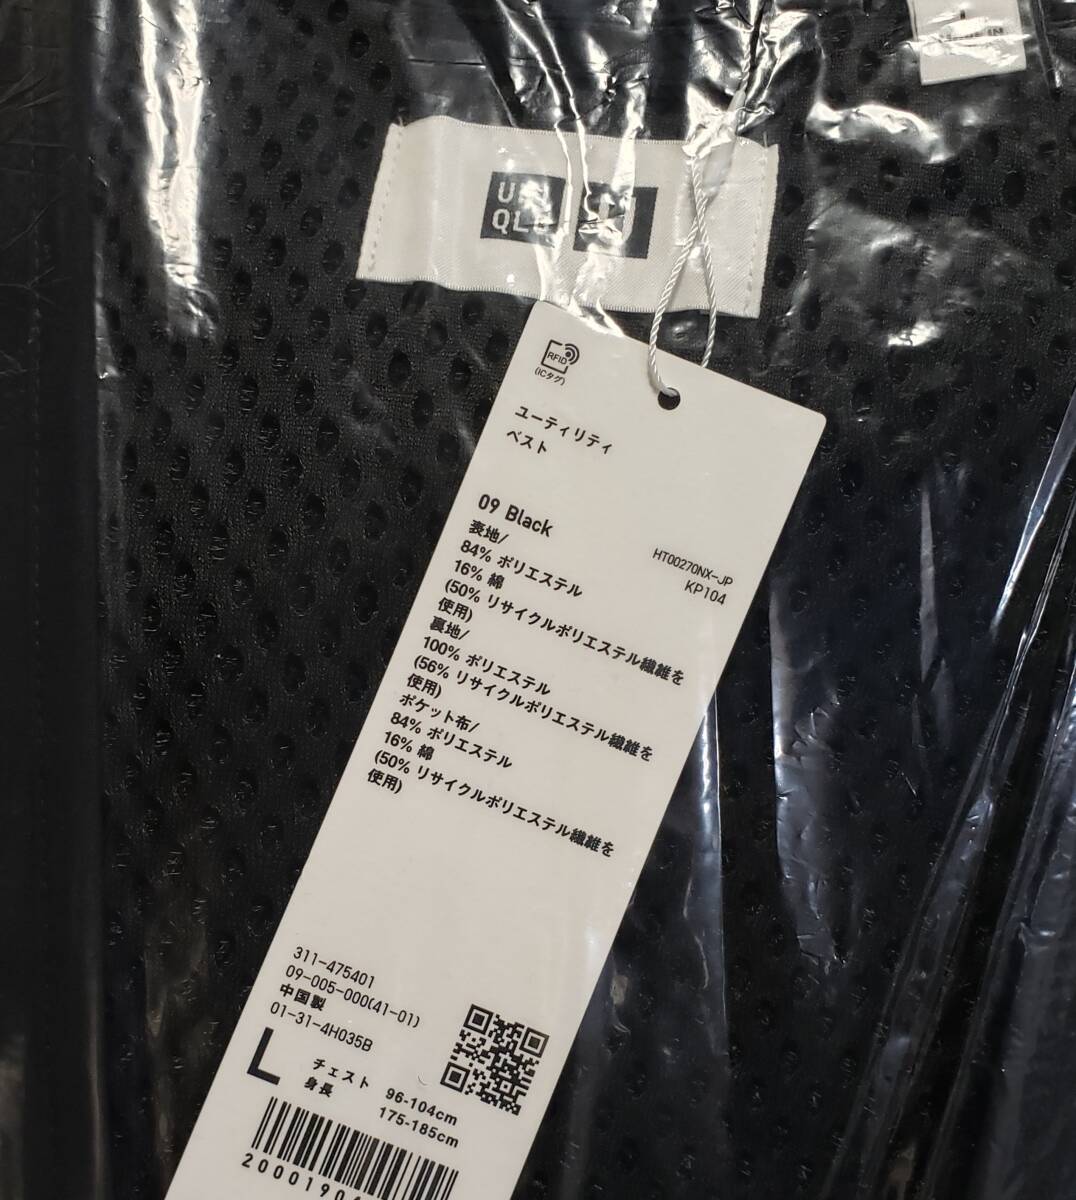 L
UNI
QLO
RFID
(ICタグ)
ユーティリティ
ベスト
09 Black
HT00270NX-JP
KP104
表地/
84% ポリエステル
16% 綿
(50% リサイクルポリエステル繊維を
使用)
裏地/
100% ポリエステル
(56% リサイクルポリエステル繊維を
使用)
ポケット布/
84% ポリエステル
16% 綿
(50% リサイクルポリエステル繊維を
使用)
311-475401
09-005-000(41-01)
中国製
01-31-4H035B
L
チェスト 96-104cm
身長 175-185cm
2000190